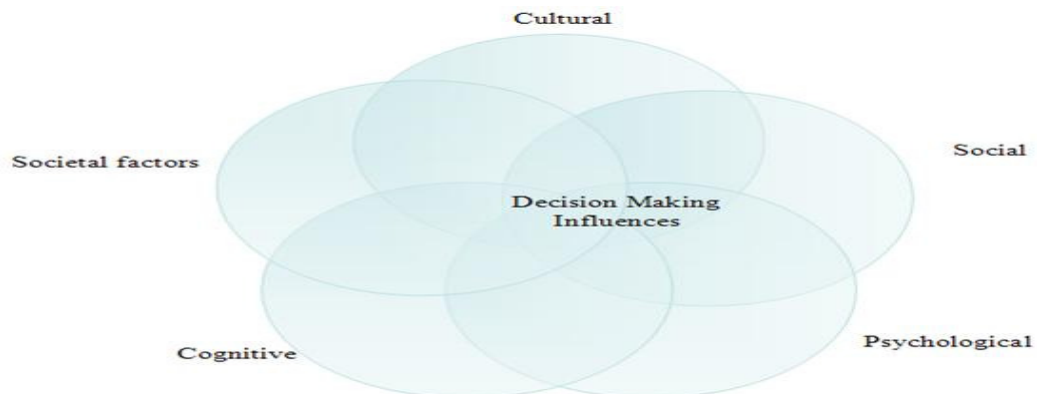 Cultural
Social
Societal factors
Decision Making
Influences
Psychological
Cognitive